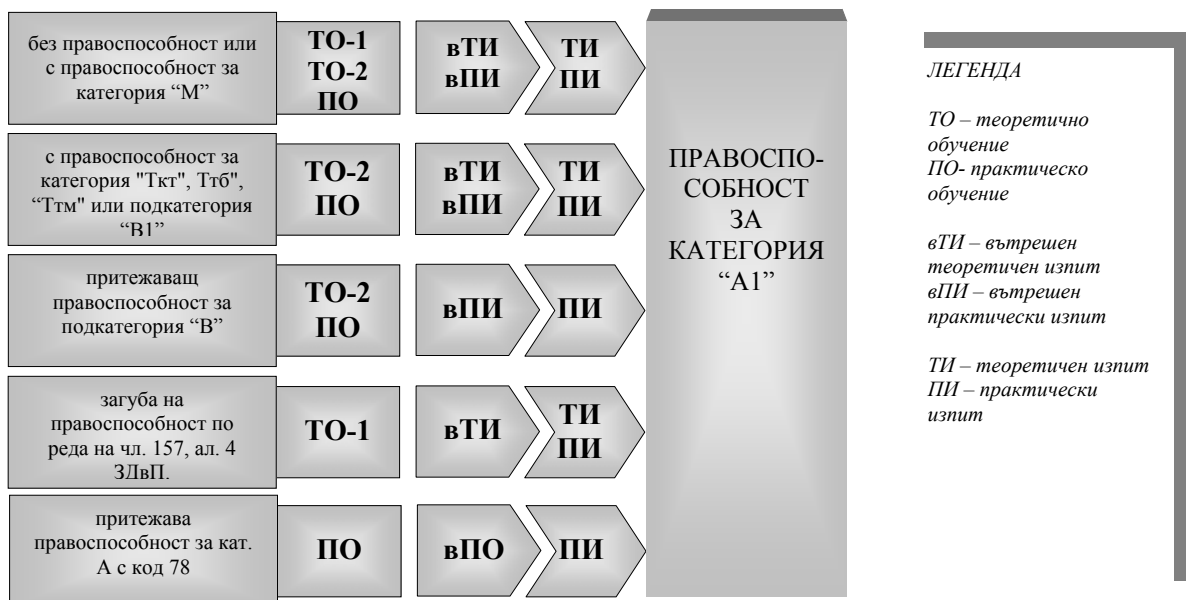 без правоспособност или
с правоспособност за
категория “М”
ТО-1
ТО-2
ПО
вТИ
вПИ
ТИ
ПИ
с правоспособност за
категория "Ткт", Ттб",
“Ттм" или подкатегория
“В1”
ТО-2
ПО
вТИ
вПИ
ТИ
ПИ
притежаващ
правоспособност за
подкатегория “В”
ТО-2
ПО
вПИ
ПИ
загуба на
правоспособност по
реда на чл. 157, ал. 4
ЗДвП.
ТО-1
вТИ
ТИ
ПИ
притежава
правоспособност за кат.
А с код 78
ПО
вПО
ПИ
ПРАВОСПО-
СОБНОСТ
ЗА
КАТЕГОРИЯ
“А1”
ЛЕГЕНДА
ТО – теоретично
обучение
ПО- практическо
обучение
вТИ – вътрешен
теоретичен изпит
вПИ – вътрешен
практически изпит
ТИ – теоретичен изпит
ПИ – практически
изпит